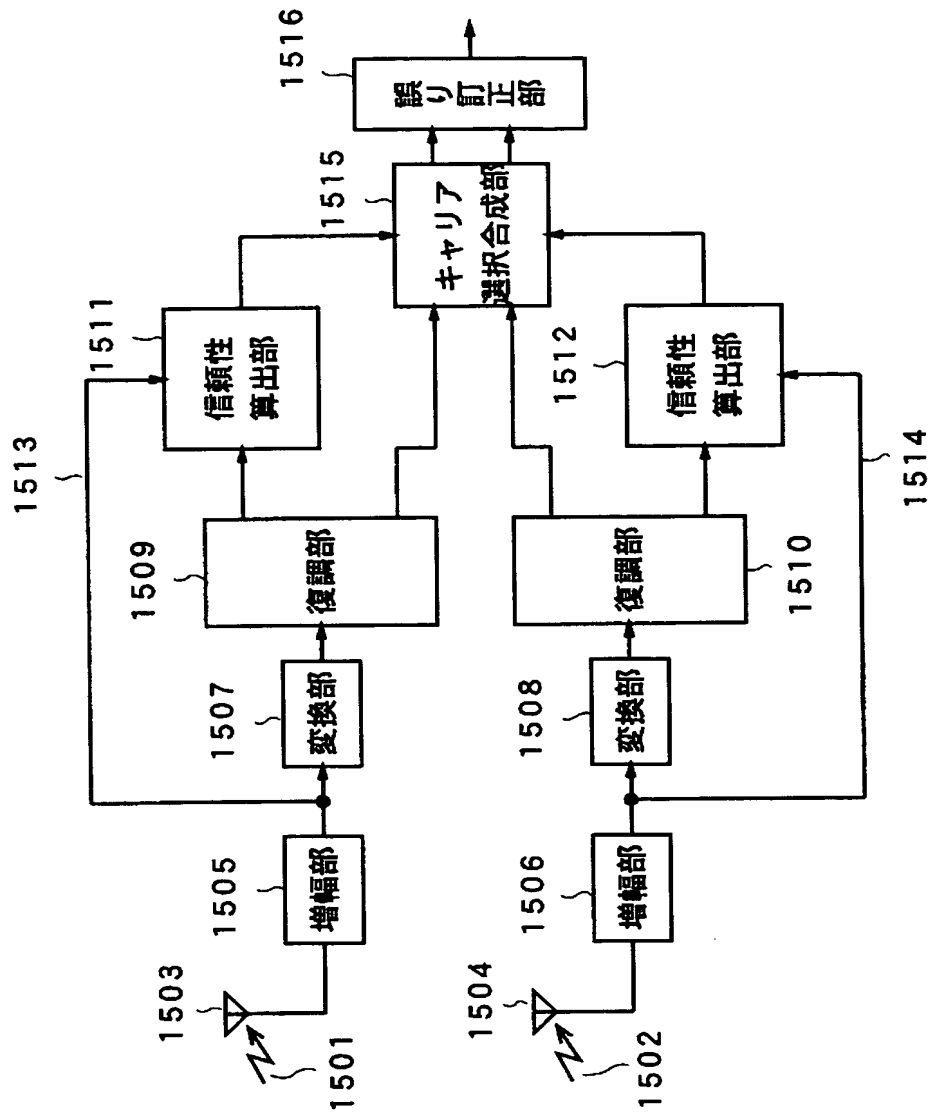 1501
1503
1505
増幅部
1507
変換部
1509
復調部
1513
1511
信頼性
算出部
1515
キャリア
選択合成部
1516
誤り訂正部
1502
1504
1506
増幅部
1508
変換部
1510
復調部
1512
信頼性
算出部
1514